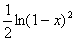 1/2 ln(1 − x)²